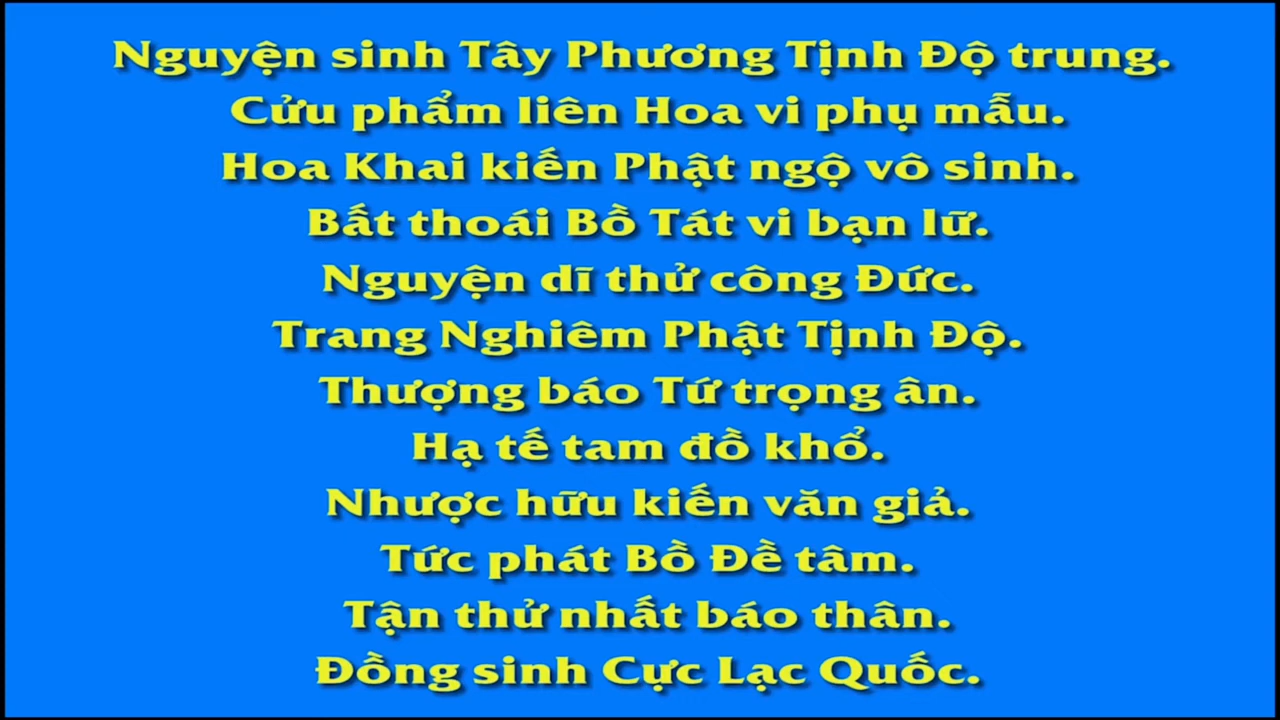 Nguyện sinh Tây Phương Tịnh Độ trung.
Cửu phẩm liên Hoa vi phụ mẫu.
Hoa Khai kiến Phật ngộ vô sinh.
Bất thoái Bồ Tát vi bạn lữ.
Nguyện dĩ thử công Đức.
Trang Nghiêm Phật Tịnh Độ.
Thượng báo Tứ trọng ân.
Hạ tế tam đồ khổ.
Nhược hữu kiến văn giả.
Tức phát Bồ Đề tâm.
Tận thử nhất báo thân.
Đồng sinh Cực Lạc Quốc.